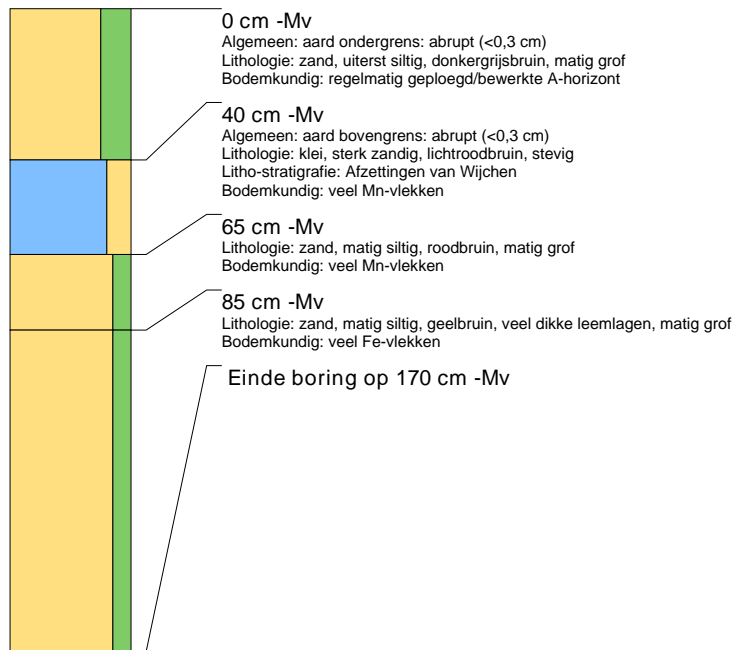 0 cm -Mv
Algemeen: aard ondergrens: abrupt (<0,3 cm)
Lithologie: zand, uiterst siltig, donkergrijsbruin, matig grof
Bodemkundig: regelmatig geploegd/bewerkte A-horizont
40 cm -Mv
Algemeen: aard bovengrens: abrupt (<0,3 cm)
Lithologie: klei, sterk zandig, lichtroodbruin, stevig
Litho-stratigrafie: Afzettingen van Wijchen
Bodemkundig: veel Mn-vlekken
65 cm -Mv
Lithologie: zand, matig siltig, roodbruin, matig grof
Bodemkundig: veel Mn-vlekken
85 cm -Mv
Lithologie: zand, matig siltig, geelbruin, veel dikke leemlagen, matig grof
Bodemkundig: veel Fe-vlekken
Einde boring op 170 cm -Mv